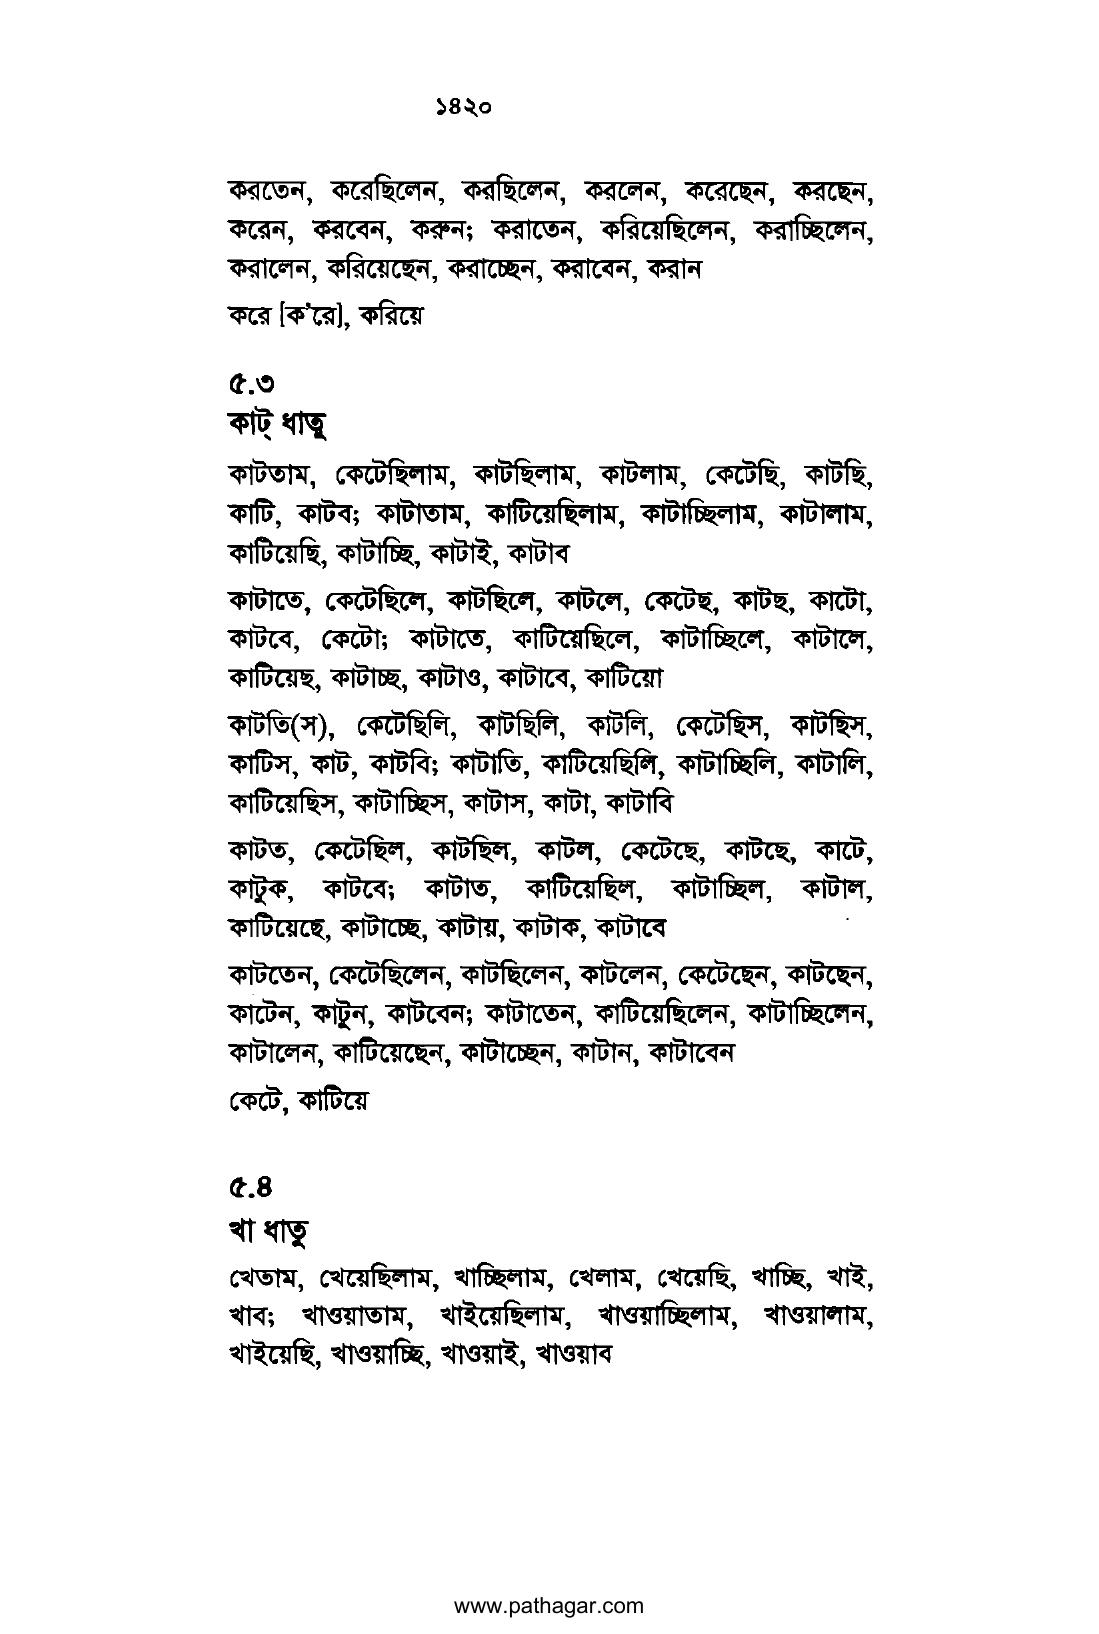 ১৪২০
করতেন, করেছিলেন, করছিলেন, করলেন, করেছেন, করছেন,
করেন, করবেন, করুন; করাতেন, করিয়েছিলেন, করাচ্ছিলেন,
করালেন, করিয়েছেন, করাচ্ছেন, করাবেন, করান
করে [ক'রে], করিয়ে
৫.৩
কাট্ ধাতু
কাটতাম, কেটেছিলাম, কাটছিলাম, কাটলাম, কেটেছি, কাটছি,
কাটি, কাটব; কাটাতাম, কাটিয়েছিলাম, কাটাচ্ছিলাম, কাটালাম,
কাটিয়েছি, কাটাচ্ছি, কাটাই, কাটাব
কাটাতে, কেটেছিলে, কাটছিলে, কাটলে, কেটেছ, কাটছ, কাটো,
কাটবে, কেটো; কাটাতে, কাটিয়েছিলে, কাটাচ্ছিলে, কাটালে,
কাটিয়েছ, কাটাচ্ছ, কাটাও, কাটাবে, কাটিয়ো
কাটতি(স), কেটেছিলি, কাটছিলি, কাটলি, কেটেছিস, কাটছিস,
কাটিস, কাট, কাটবি; কাটাতি, কাটিয়েছিলি, কাটাচ্ছিলি, কাটালি,
কাটিয়েছিস, কাটাচ্ছিস, কাটাস, কাটা, কাটাবি
কাটত, কেটেছিল, কাটছিল, কাটল, কেটেছে, কাটছে, কাটে,
কাটুক, কাটবে; কাটাত, কাটিয়েছিল, কাটাচ্ছিল, কাটাল,
কাটিয়েছে, কাটাচ্ছে, কাটায়, কাটাক, কাটাবে
কাটতেন, কেটেছিলেন, কাটছিলেন, কাটলেন, কেটেছেন, কাটছেন,
কাটেন, কাটুন, কাটবেন; কাটাতেন, কাটিয়েছিলেন, কাটাচ্ছিলেন,
কাটালেন, কাটিয়েছেন, কাটাচ্ছেন, কাটান, কাটাবেন
কেটে, কাটিয়ে
৫.৪
খা ধাতু
খেতাম, খেয়েছিলাম, খাচ্ছিলাম, খেলাম, খেয়েছি, খাচ্ছি, খাই,
খাব; খাওয়াতাম, খাইয়েছিলাম, খাওয়াচ্ছিলাম, খাওয়ালাম,
খাইয়েছি, খাওয়াচ্ছি, খাওয়াই, খাওয়াব
www.pathagar.com